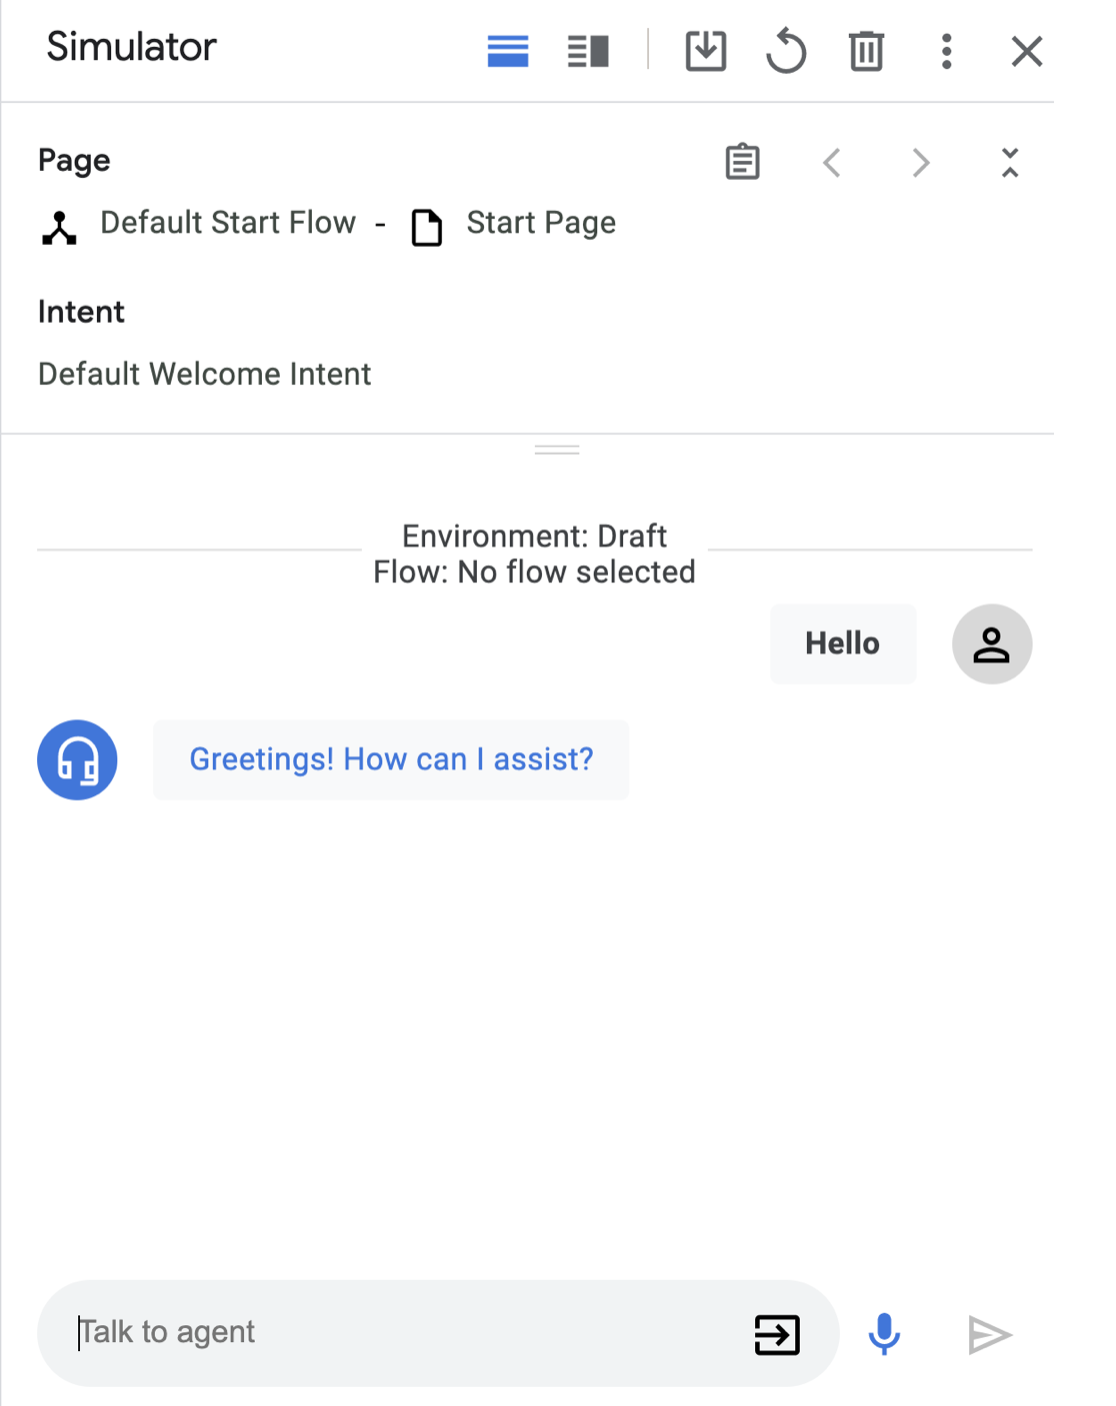 Simulator
Page
Default Start Flow - Start Page
Intent
Default Welcome Intent
Environment: Draft
Flow: No flow selected
Hello
Greetings! How can I assist?
Talk to agent